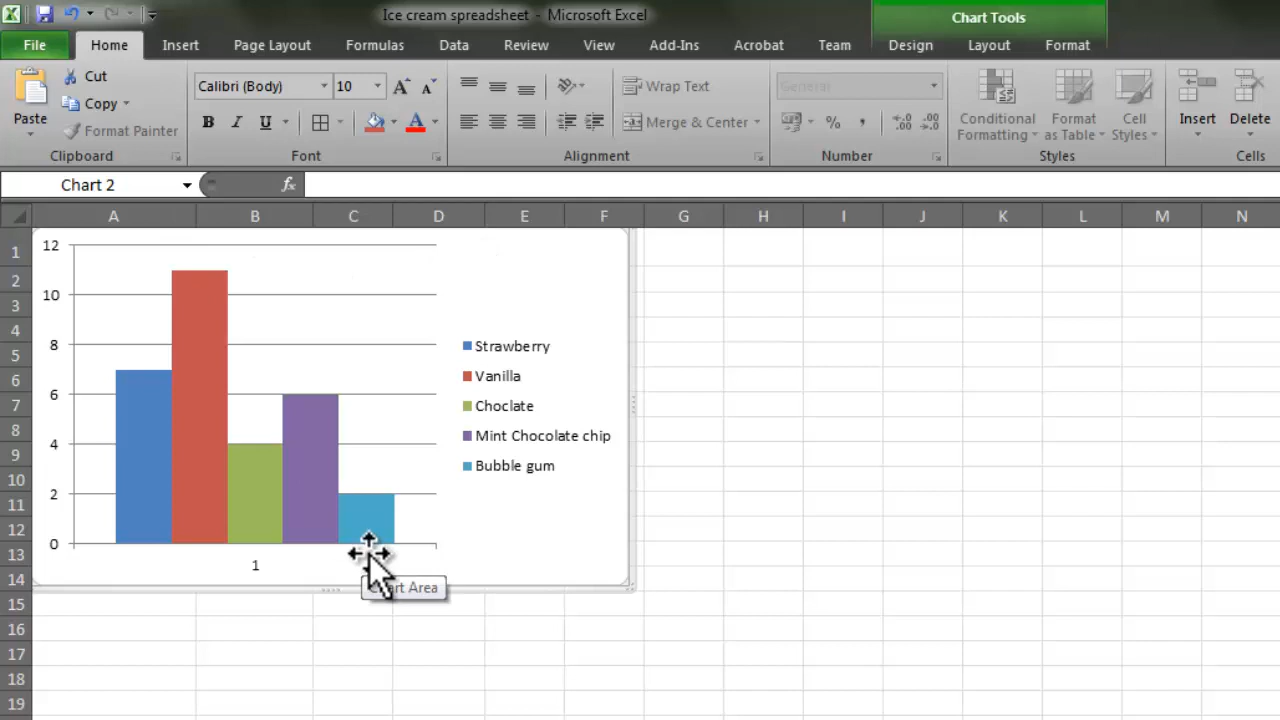 Ice cream spreadsheet - Microsoft Excel
Chart Tools
File Home Insert Page Layout Formulas Data Review View Add-Ins Acrobat Team Design Layout Format
Paste
Cut
Copy
Format Painter
Clipboard
Calibri (Body) 10 A A
B I U A
Font
Wrap Text
Merge & Center
Alignment
General
% , .00 .00
Number
Conditional Formatting
Format as Table
Cell Styles
Styles
Insert
Delete
Cells
Chart 2 fx
A B C D E F G H I J K L M N
1
2
3
4
5
6
7
8
9
10
11
12
13
14
15
16
17
18
19
12
10
8
6
4
2
0
1
Strawberry
Vanilla
Choclate
Mint Chocolate chip
Bubble gum
Area